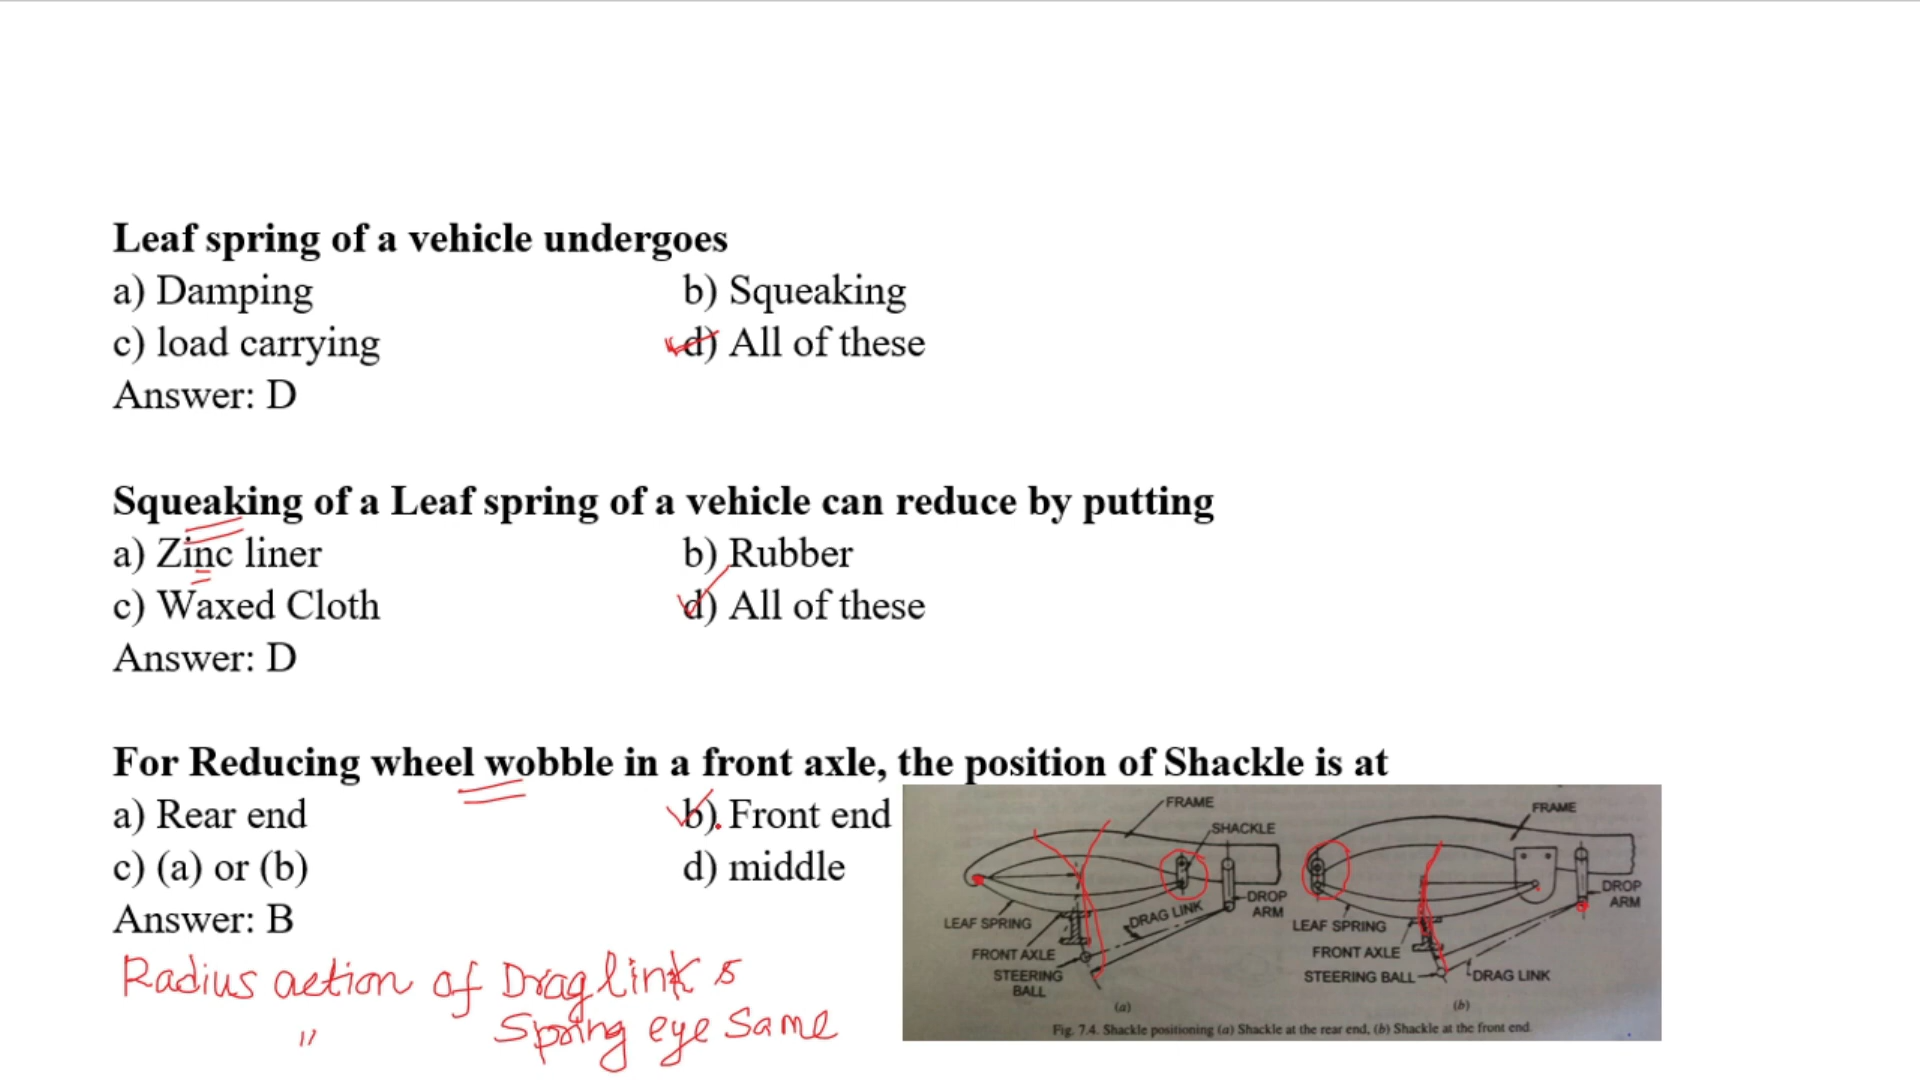 Leaf spring of a vehicle undergoes
a) Damping b) Squeaking
c) load carrying d) All of these
Answer: D
Squeaking of a Leaf spring of a vehicle can reduce by putting
a) Zinc liner b) Rubber
c) Waxed Cloth d) All of these
Answer: D
For Reducing wheel wobble in a front axle, the position of Shackle is at
a) Rear end b). Front end
c) (a) or (b) d) middle
Answer: B
Radius action of Drag link &
" Spring eye same
FRAME
SHACKLE
DROP
ARM
DRAG LINK
LEAF SPRING
FRONT AXLE
STEERING
BALL
(a)
FRAME
DROP
ARM
LEAF SPRING
FRONT AXLE
STEERING BALL
DRAG LINK
(b)
Fig. 7.4. Shackle positioning (a) Shackle at the rear end, (b) Shackle at the front end.